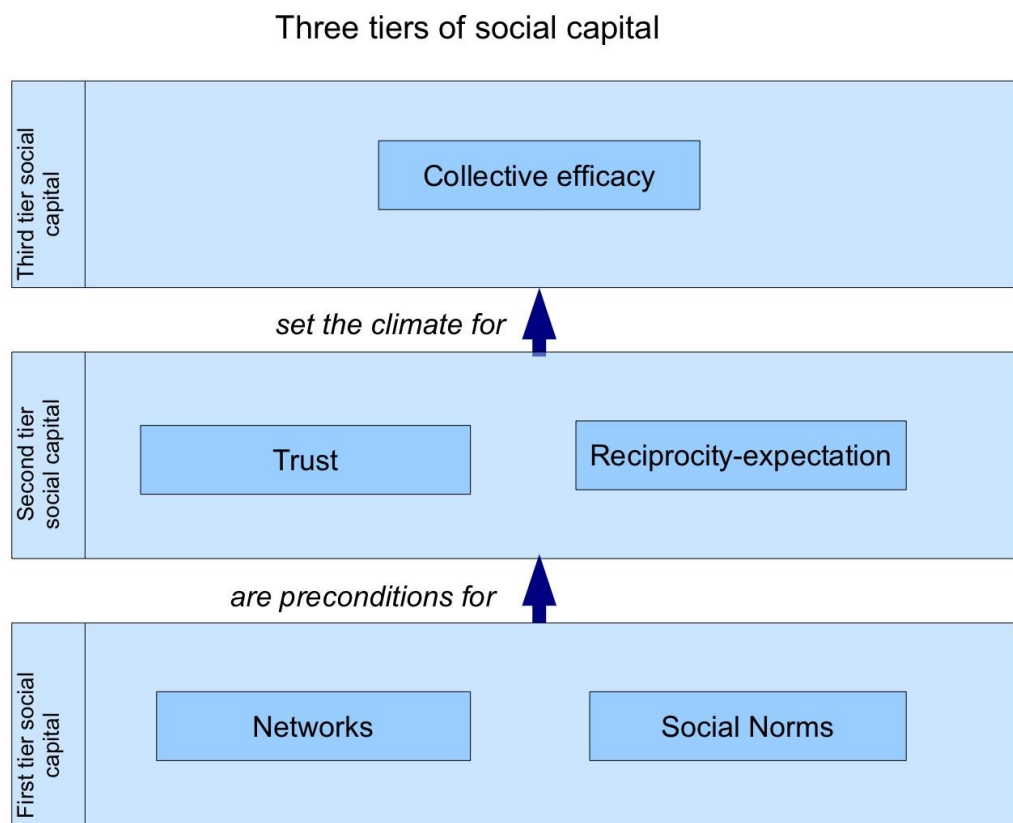 Three tiers of social capital
Third tier social
capital
Collective efficacy
set the climate for
Second tier
social capital
Trust
Reciprocity-expectation
are preconditions for
First tier social
capital
Networks
Social Norms